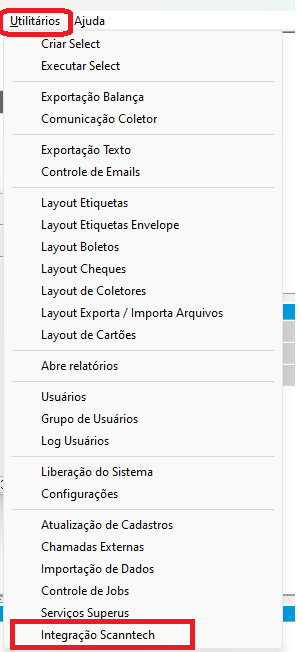 Utilitários Ajuda
Criar Select
Executar Select
Exportação Balança
Comunicação Coletor
Exportação Texto
Controle de Emails
Layout Etiquetas
Layout Etiquetas Envelope
Layout Boletos
Layout Cheques
Layout de Coletores
Layout Exporta / Importa Arquivos
Layout de Cartões
Abre relatórios
Usuários
Grupo de Usuários
Log Usuários
Liberação do Sistema
Configurações
Atualização de Cadastros
Chamadas Externas
Importação de Dados
Controle de Jobs
Serviços Superus
Integração Scanntech